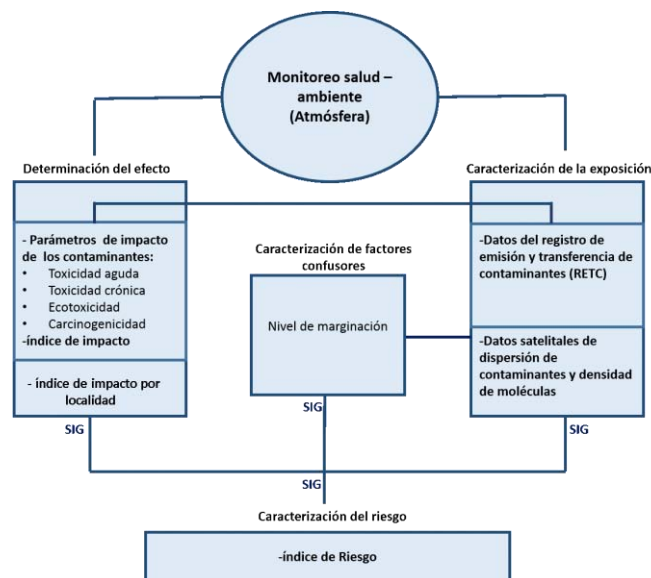 Monitoreo salud –
ambiente
(Atmósfera)
Determinación del efecto
- Parámetros de impacto
de los contaminantes:
• Toxicidad aguda
• Toxicidad crónica
• Ecotoxicidad
• Carcinogenicidad
-índice de impacto
- índice de impacto por
localidad
SIG
Caracterización de factores
confusores
Nivel de marginación
SIG
Caracterización de la exposición
-Datos del registro de
emisión y transferencia de
contaminantes (RETC)
-Datos satelitales de
dispersión de
contaminantes y densidad
de moléculas
SIG
SIG
Caracterización del riesgo
-índice de Riesgo